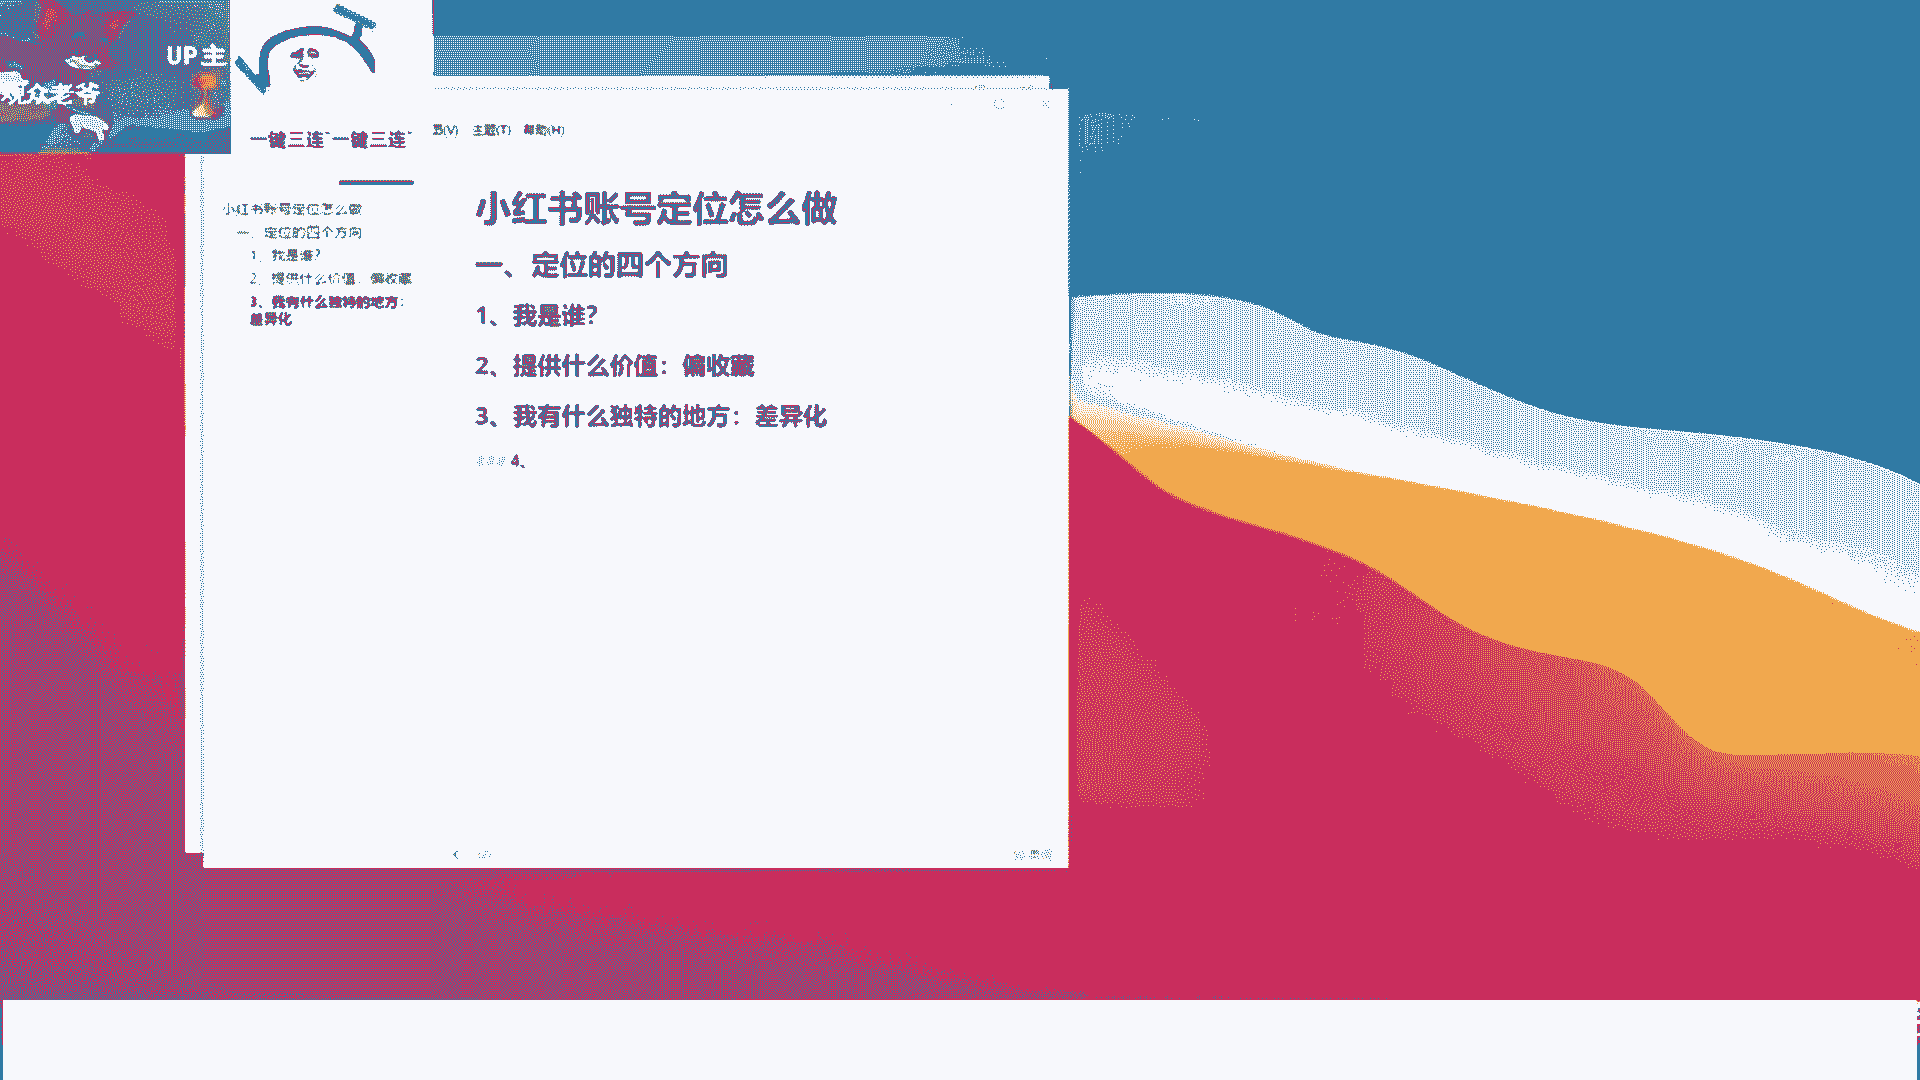 UP主
观众老爷
一键三连 一键三连
主题(T) 帮助(H)
小红书账号定位怎么做
一、定位的四个方向
1、我是谁?
2、提供什么价值：偏收藏
3、我有什么独特的地方：
差异化
小红书账号定位怎么做
一、定位的四个方向
1、我是谁?
2、提供什么价值：偏收藏
3、我有什么独特的地方：差异化
### 4、